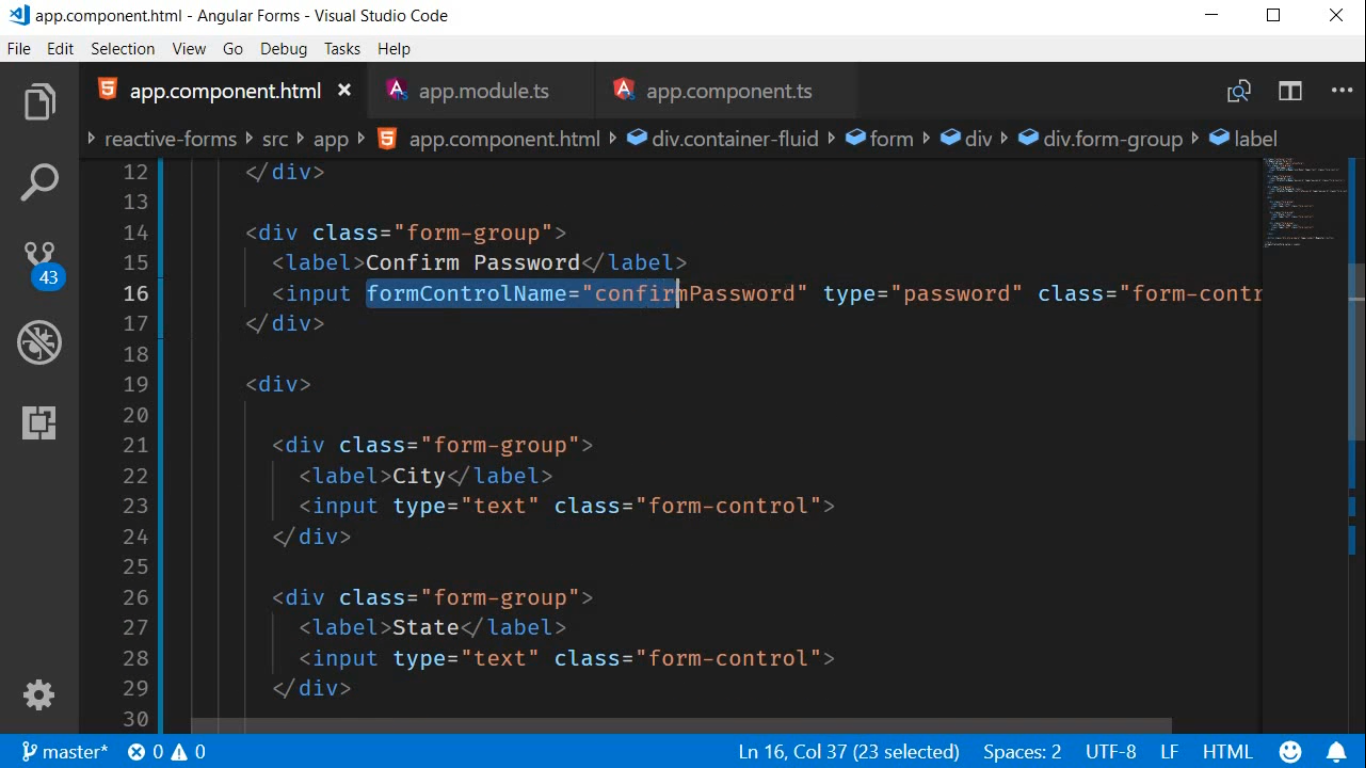 app.component.html - Angular Forms - Visual Studio Code
File Edit Selection View Go Debug Tasks Help
app.component.html app.module.ts app.component.ts
reactive-forms src app app.component.html div.container-fluid form div div.form-group label
12 </div>
13
14 <div class="form-group">
15 <label>Confirm Password</label>
16 <input formControlName="confirmPassword" type="password" class="form-contr
17 </div>
18
19 <div>
20
21 <div class="form-group">
22 <label>City</label>
23 <input type="text" class="form-control">
24 </div>
25
26 <div class="form-group">
27 <label>State</label>
28 <input type="text" class="form-control">
29 </div>
30
43
master* 0 0 Ln 16, Col 37 (23 selected) Spaces: 2 UTF-8 LF HTML